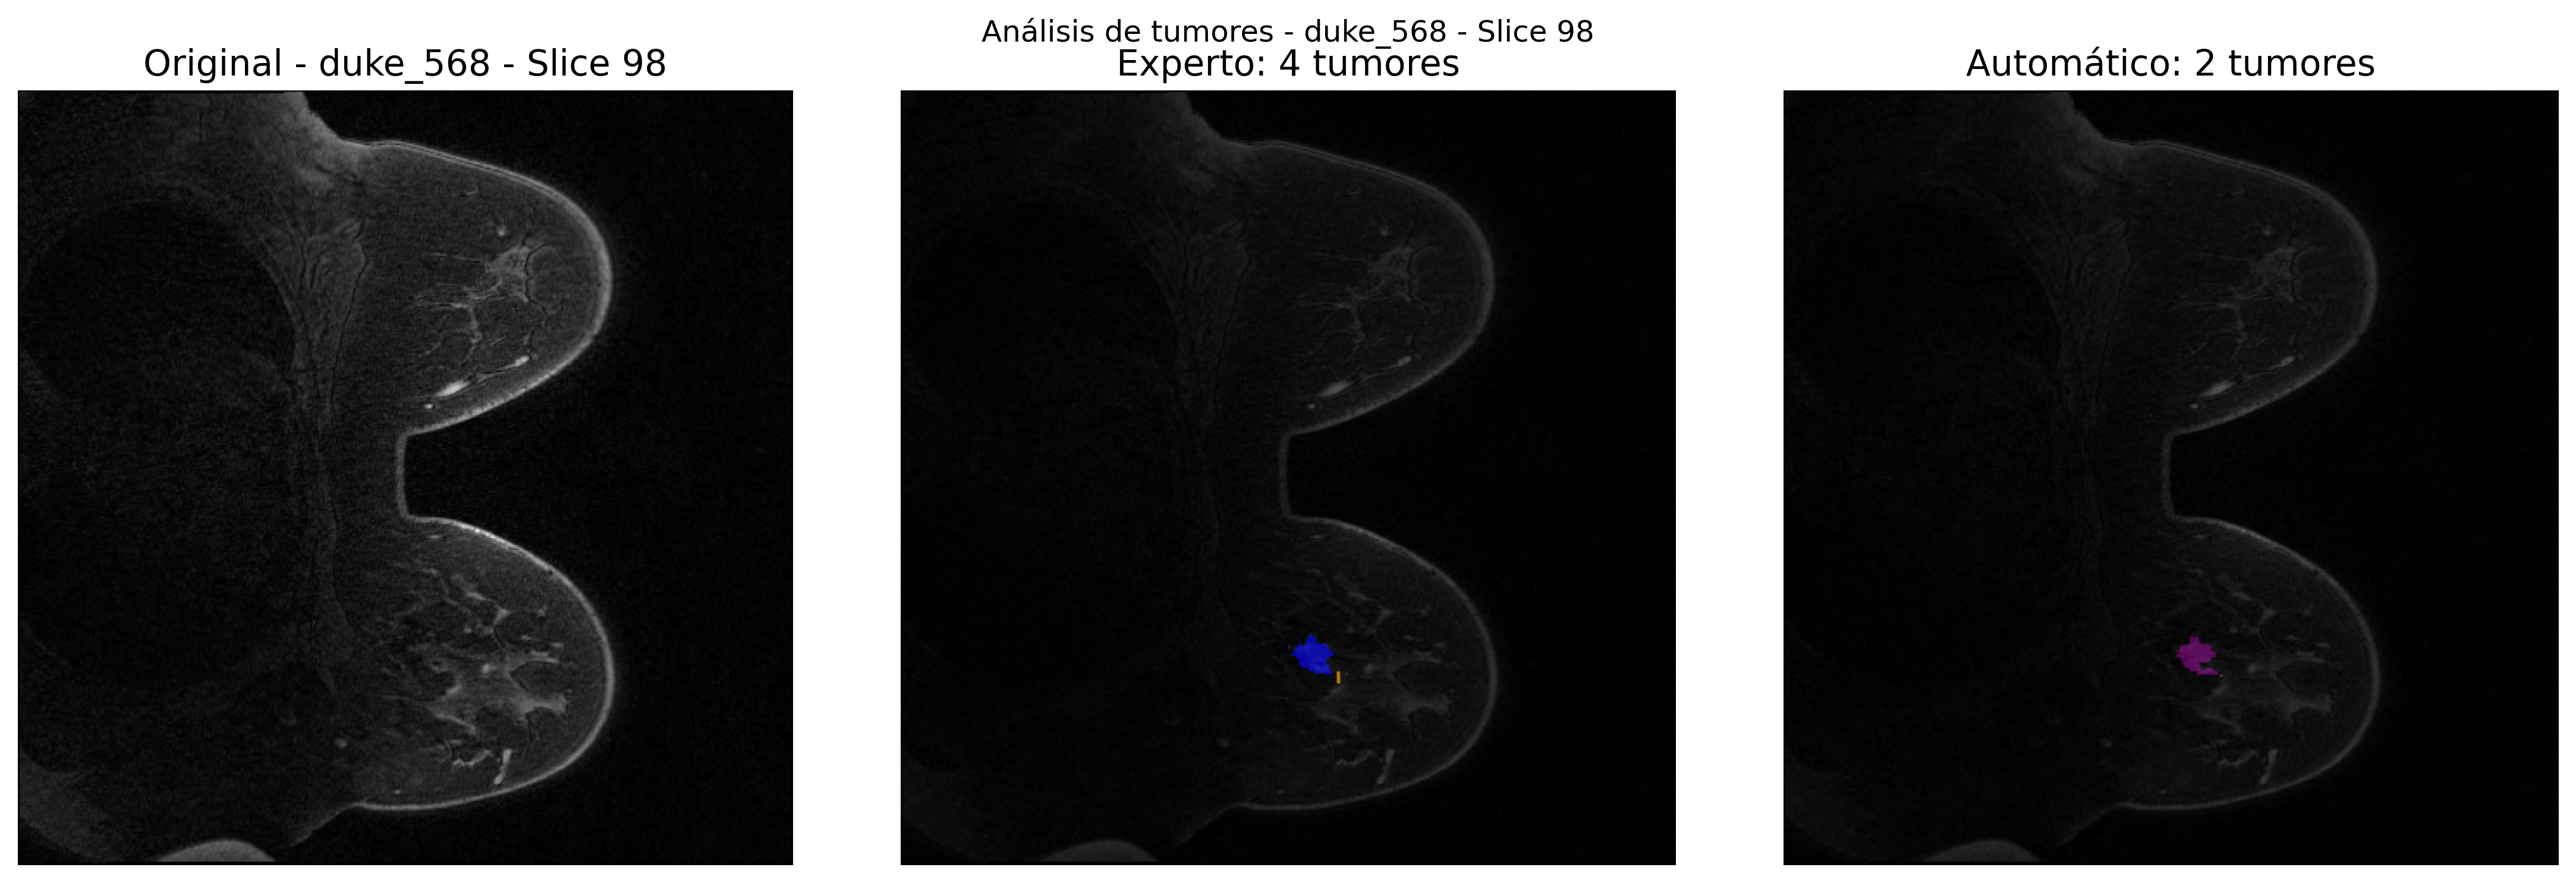 Análisis de tumores - duke_568 - Slice 98
Original - duke_568 - Slice 98
Experto: 4 tumores
Automático: 2 tumores